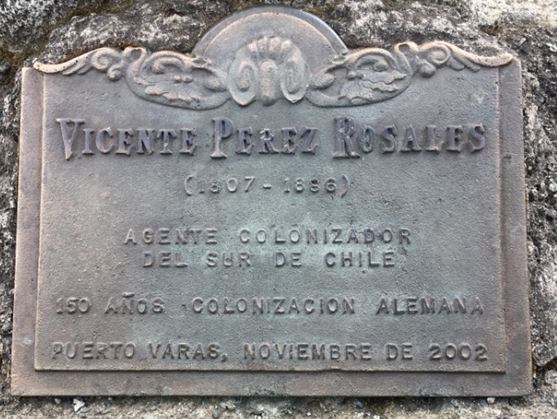 VICENTE PEREZ ROSALES
(1807-1886)
AGENTE COLONIZADOR
DEL SUR DE CHILE
150 AÑOS COLONIZACION ALEMANA
PUERTO VARAS, NOVIEMBRE DE 2002